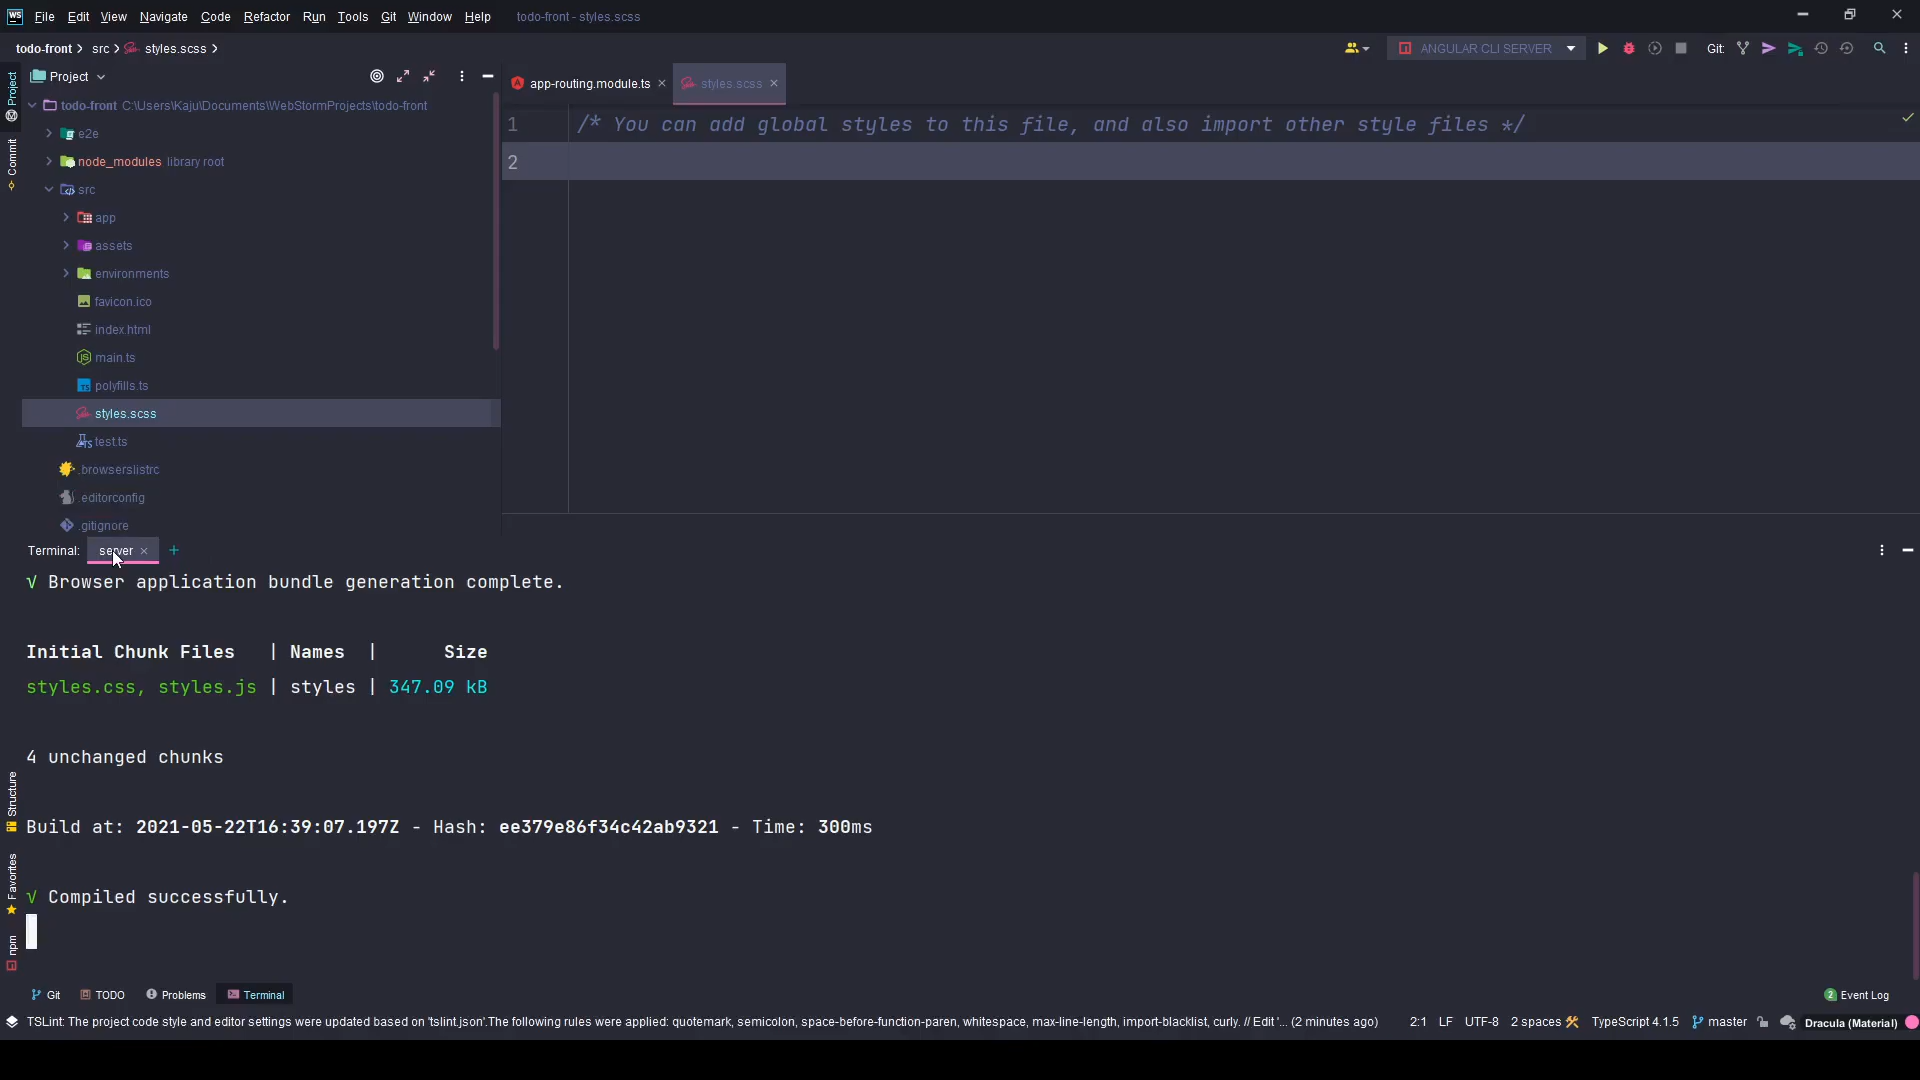 WS File Edit View Navigate Code Refactor Run Tools Git Window Help todo-front - styles.scss
todo-front src styles.scss ANGULAR CLI SERVER Git:
Project
Project
Commit
Structure
Favorites
npm
todo-front C:\Users\Kaju\Documents\WebStormProjects\todo-front
e2e
node_modules library root
src
app
assets
environments
favicon.ico
index.html
main.ts
polyfills.ts
styles.scss
test.ts
.browserslistrc
.editorconfig
.gitignore
app-routing.module.ts styles.scss
1 /* You can add global styles to this file, and also import other style files */
2
Terminal: server +
√ Browser application bundle generation complete.
Initial Chunk Files | Names | Size
styles.css, styles.js | styles | 347.09 kB
4 unchanged chunks
Build at: 2021-05-22T16:39:07.197Z - Hash: ee379e86f34c42ab9321 - Time: 300ms
√ Compiled successfully.
Git TODO Problems Terminal 2 Event Log
TSLint: The project code style and editor settings were updated based on 'tslint.json'.The following rules were applied: quotemark, semicolon, space-before-function-paren, whitespace, max-line-length, import-blacklist, curly. // Edit '... (2 minutes ago) 2:1 LF UTF-8 2 spaces TypeScript 4.1.5 master Dracula (Material)